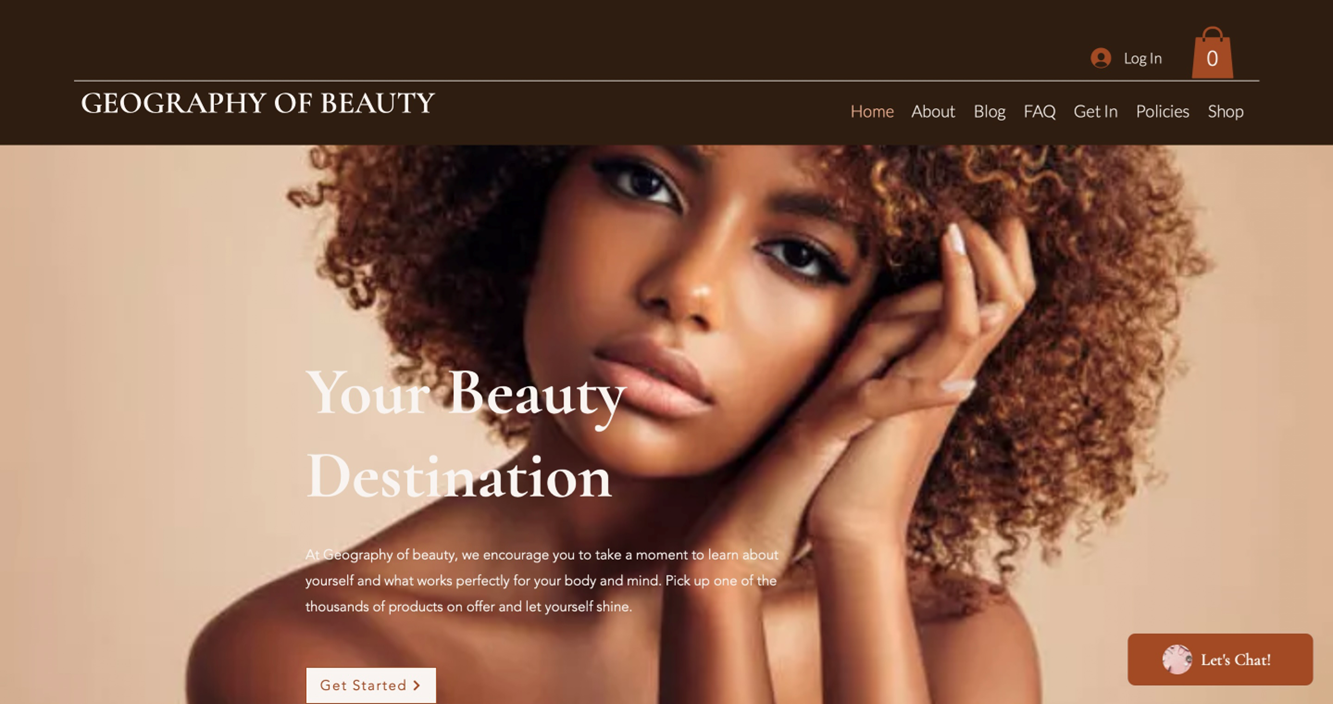 Log In
0
GEOGRAPHY OF BEAUTY
Home About Blog FAQ Get In Policies Shop
Your Beauty
Destination
At Geography of beauty, we encourage you to take a moment to learn about
yourself and what works perfectly for your body and mind. Pick up one of the
thousands of products on offer and let yourself shine.
Get Started
Let's Chat!